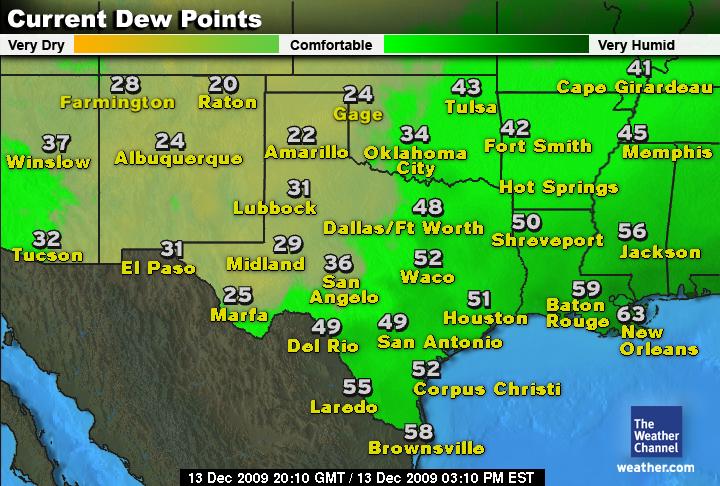 Current Dew Points
Very Dry Comfortable Very Humid
41
Cape Girardeau
28
Farmington
20
Raton
24
Gage
43
Tulsa
37
Winslow
24
Albuquerque
22
Amarillo
34
Oklahoma
City
42
Fort Smith
45
Memphis
31
Lubbock
Hot Springs
48
Dallas/Ft Worth
50
Shreveport
56
Jackson
32
Tucson
31
El Paso
29
Midland
36
San
Angelo
52
Waco
25
Marfa
51
Houston
59
Baton
Rouge
63
New
Orleans
49
Del Rio
49
San Antonio
52
Corpus Christi
55
Laredo
58
Brownsville
The
Weather
Channel
weather.com
13 Dec 2009 20:10 GMT / 13 Dec 2009 03:10 PM EST